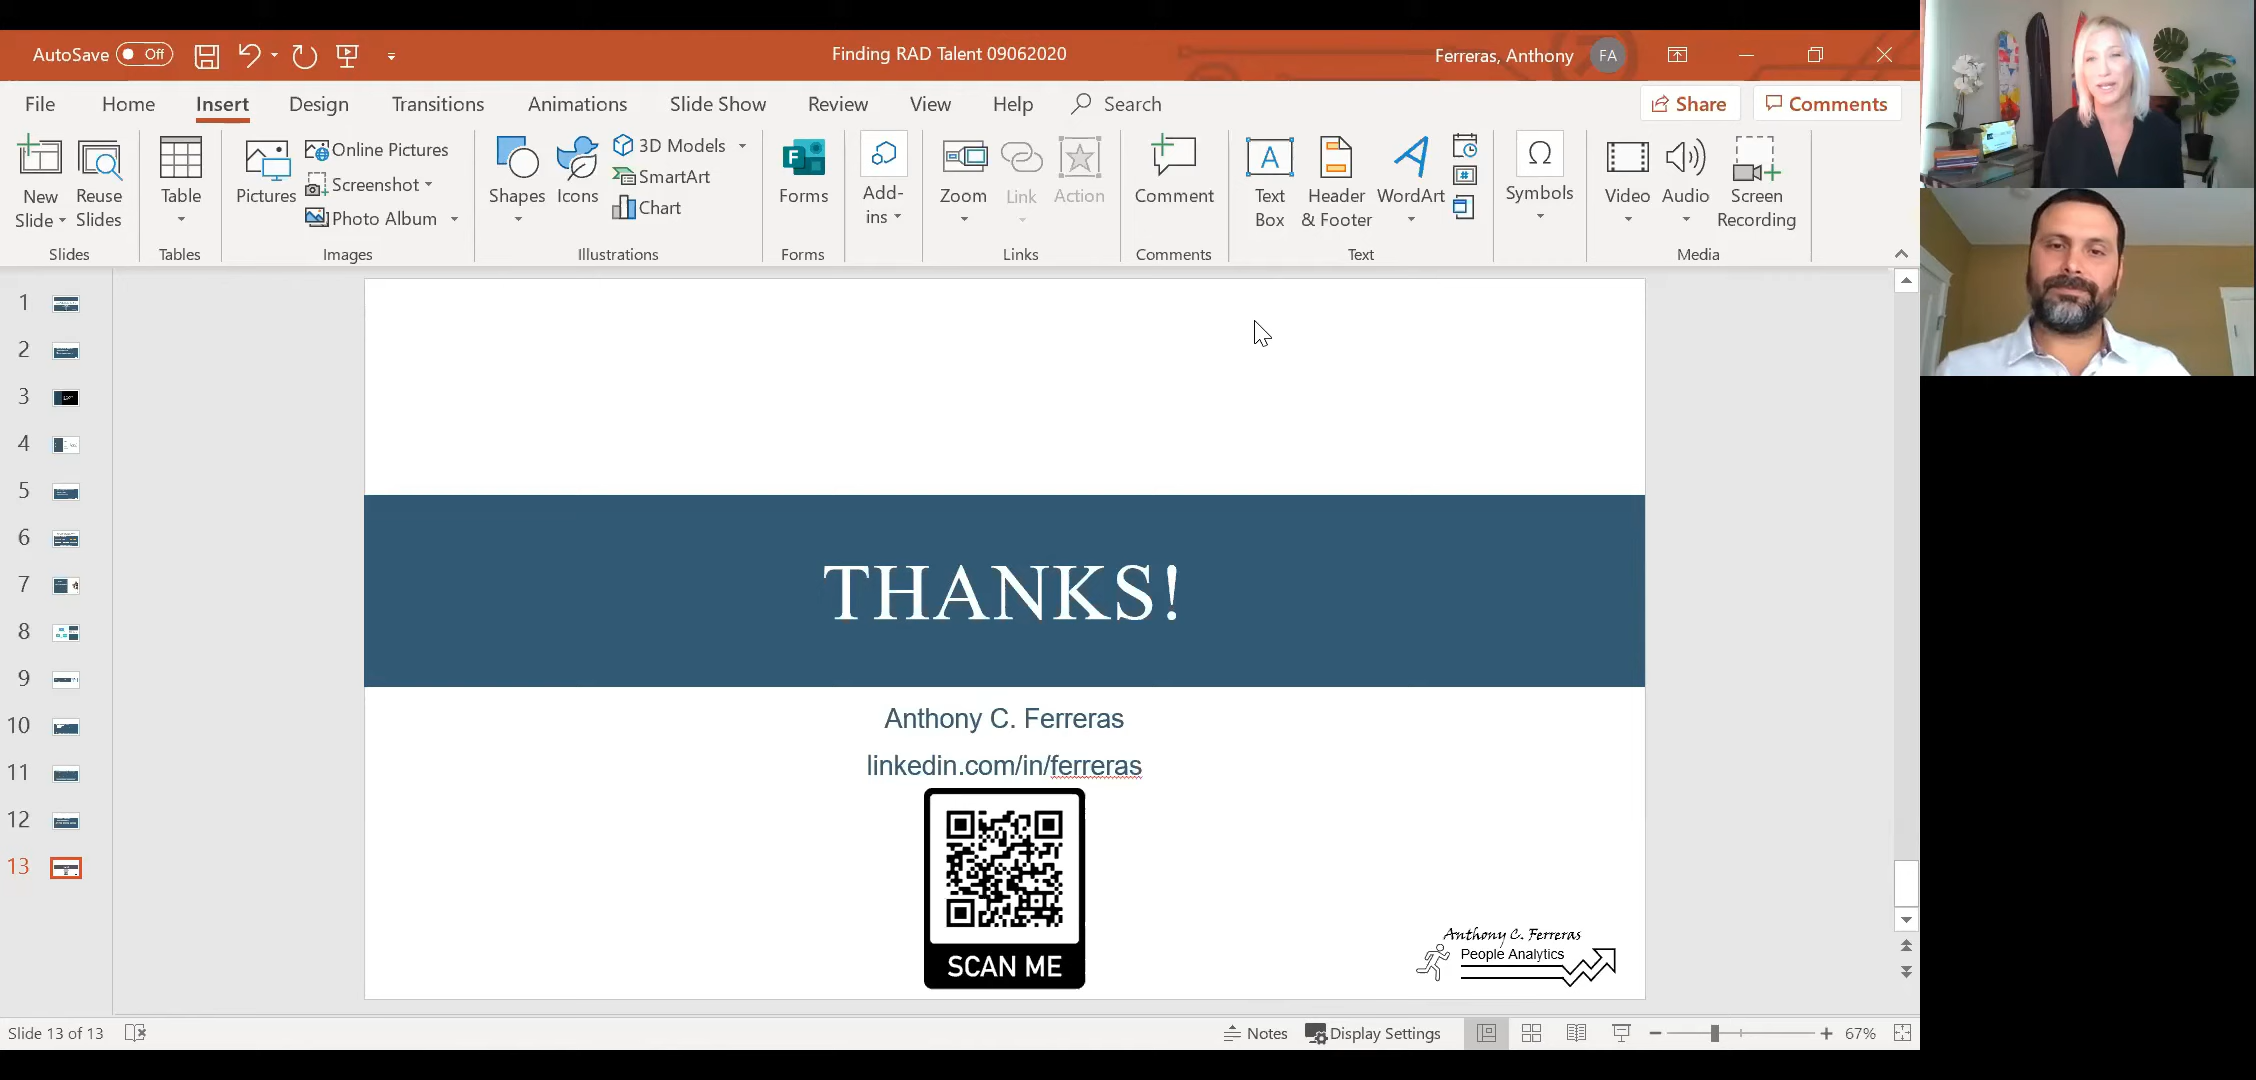 AutoSave Off
Finding RAD Talent 09062020
Ferreras, Anthony FA
File Home Insert Design Transitions Animations Slide Show Review View Help Search
Share Comments
New Slide
Reuse Slides
Slides
Table
Tables
Pictures
Online Pictures
Screenshot
Photo Album
Images
Shapes
Icons
3D Models
SmartArt
Chart
Illustrations
Forms
Forms
Add-ins
Zoom
Link
Action
Links
Comment
Comments
Text Box
Header & Footer
WordArt
Text
Symbols
Video
Audio
Screen Recording
Media
1
2
3
4
5
6
7
8
9
10
11
12
13
THANKS!
Anthony C. Ferreras
linkedin.com/in/ferreras
SCAN ME
Anthony C. Ferreras
People Analytics
Slide 13 of 13
Notes Display Settings 67%